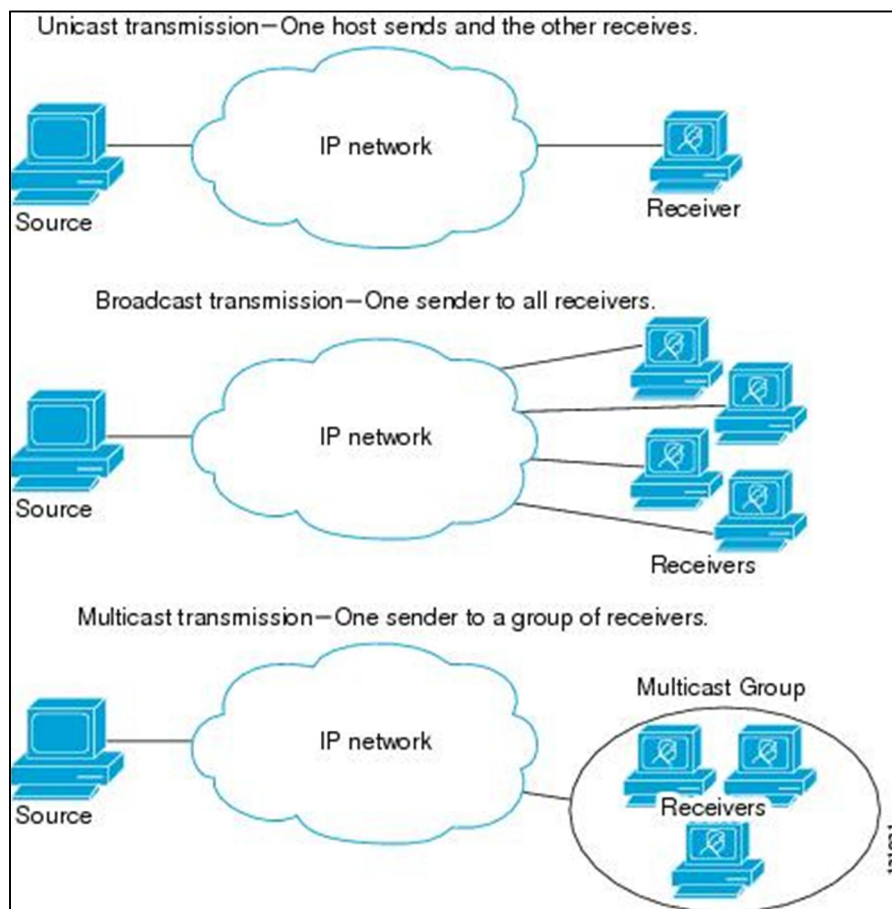 Unicast transmission—One host sends and the other receives.
IP network
Source
Receiver
Broadcast transmission—One sender to all receivers.
IP network
Source
Receivers
Multicast transmission—One sender to a group of receivers.
Multicast Group
IP network
Receivers
Source